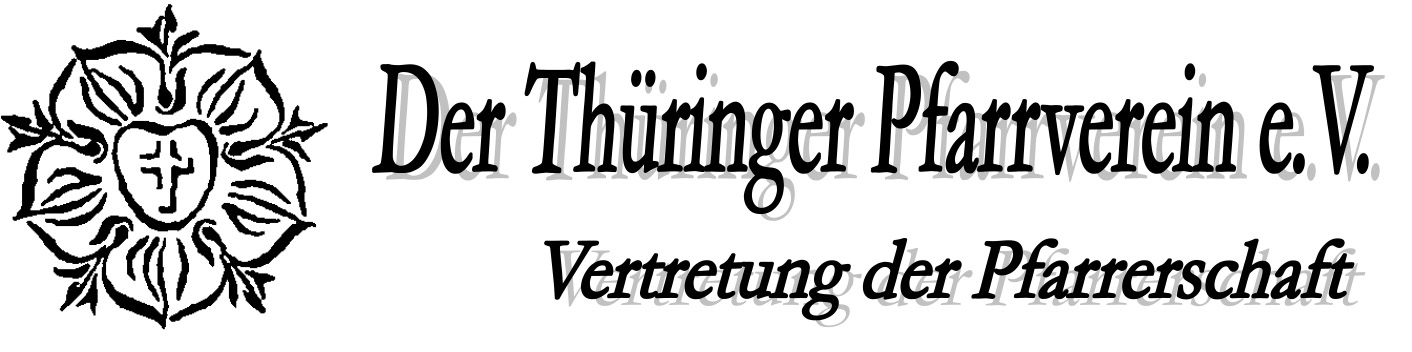 Der Thüringer Pfarrverein e.V.
Vertretung der Pfarrerschaft